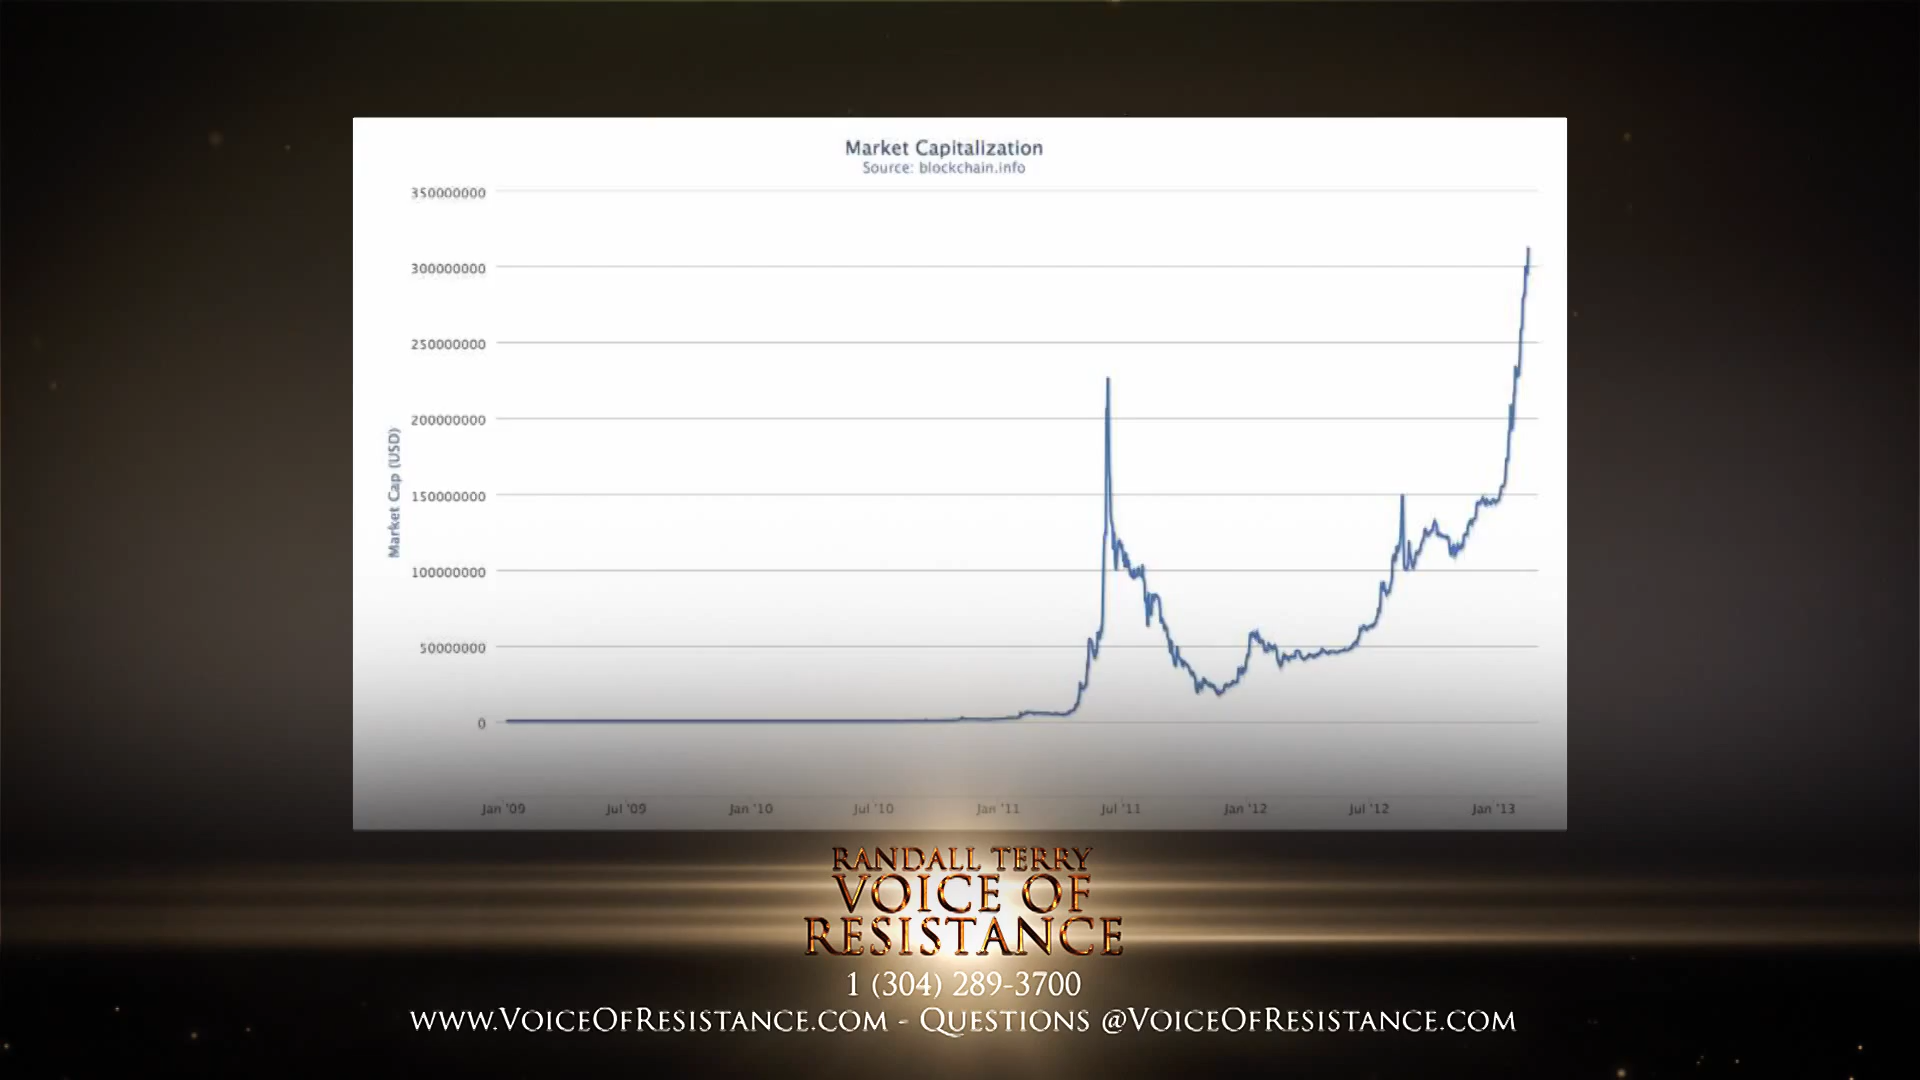 Market Capitalization
Source: blockchain.info
350000000
300000000
250000000
200000000
150000000
100000000
50000000
0
Market Cap (USD)
Jan '09 Jul '09 Jan '10 Jul '10 Jan '11 Jul '11 Jan '12 Jul '12 Jan '13
RANDALL TERRY
VOICE OF
RESISTANCE
1 (304) 289-3700
www.VoiceOfResistance.com - Questions @VoiceOfResistance.com